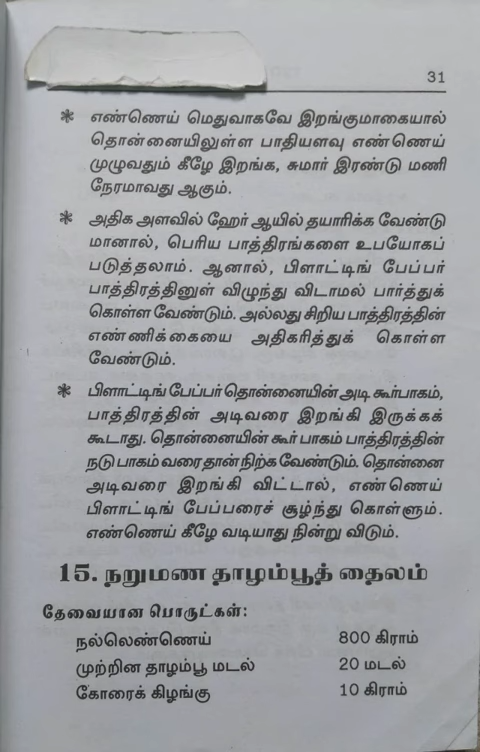 31
* எண்ணெய் மெதுவாகவே இறங்குமாகையால்
தொன்னையிலுள்ள பாதியளவு எண்ணெய்
முழுவதும் கீழே இறங்க, சுமார் இரண்டு மணி
நேரமாவது ஆகும்.
* அதிக அளவில் ஹேர் ஆயில் தயாரிக்க வேண்டு
மானால், பெரிய பாத்திரங்களை உபயோகப்
படுத்தலாம். ஆனால், பிளாட்டிங் பேப்பர்
பாத்திரத்தினுள் விழுந்து விடாமல் பார்த்துக்
கொள்ள வேண்டும். அல்லது சிறிய பாத்திரத்தின்
எண்ணிக்கையை அதிகரித்துக் கொள்ள
வேண்டும்.
* பிளாட்டிங் பேப்பர் தொன்னையின் அடி கூர்பாகம்,
பாத்திரத்தின் அடிவரை இறங்கி இருக்கக்
கூடாது. தொன்னையின் கூர் பாகம் பாத்திரத்தின்
நடு பாகம் வரைதான் நிற்க வேண்டும். தொன்னை
அடிவரை இறங்கி விட்டால், எண்ணெய்
பிளாட்டிங் பேப்பரைச் சூழ்ந்து கொள்ளும்.
எண்ணெய் கீழே வடியாது நின்று விடும்.
15. நறுமண தாழம்பூத் தைலம்
தேவையான பொருட்கள்:
நல்லெண்ணெய் 800 கிராம்
முற்றின தாழம்பூ மடல் 20 மடல்
கோரைக் கிழங்கு 10 கிராம்